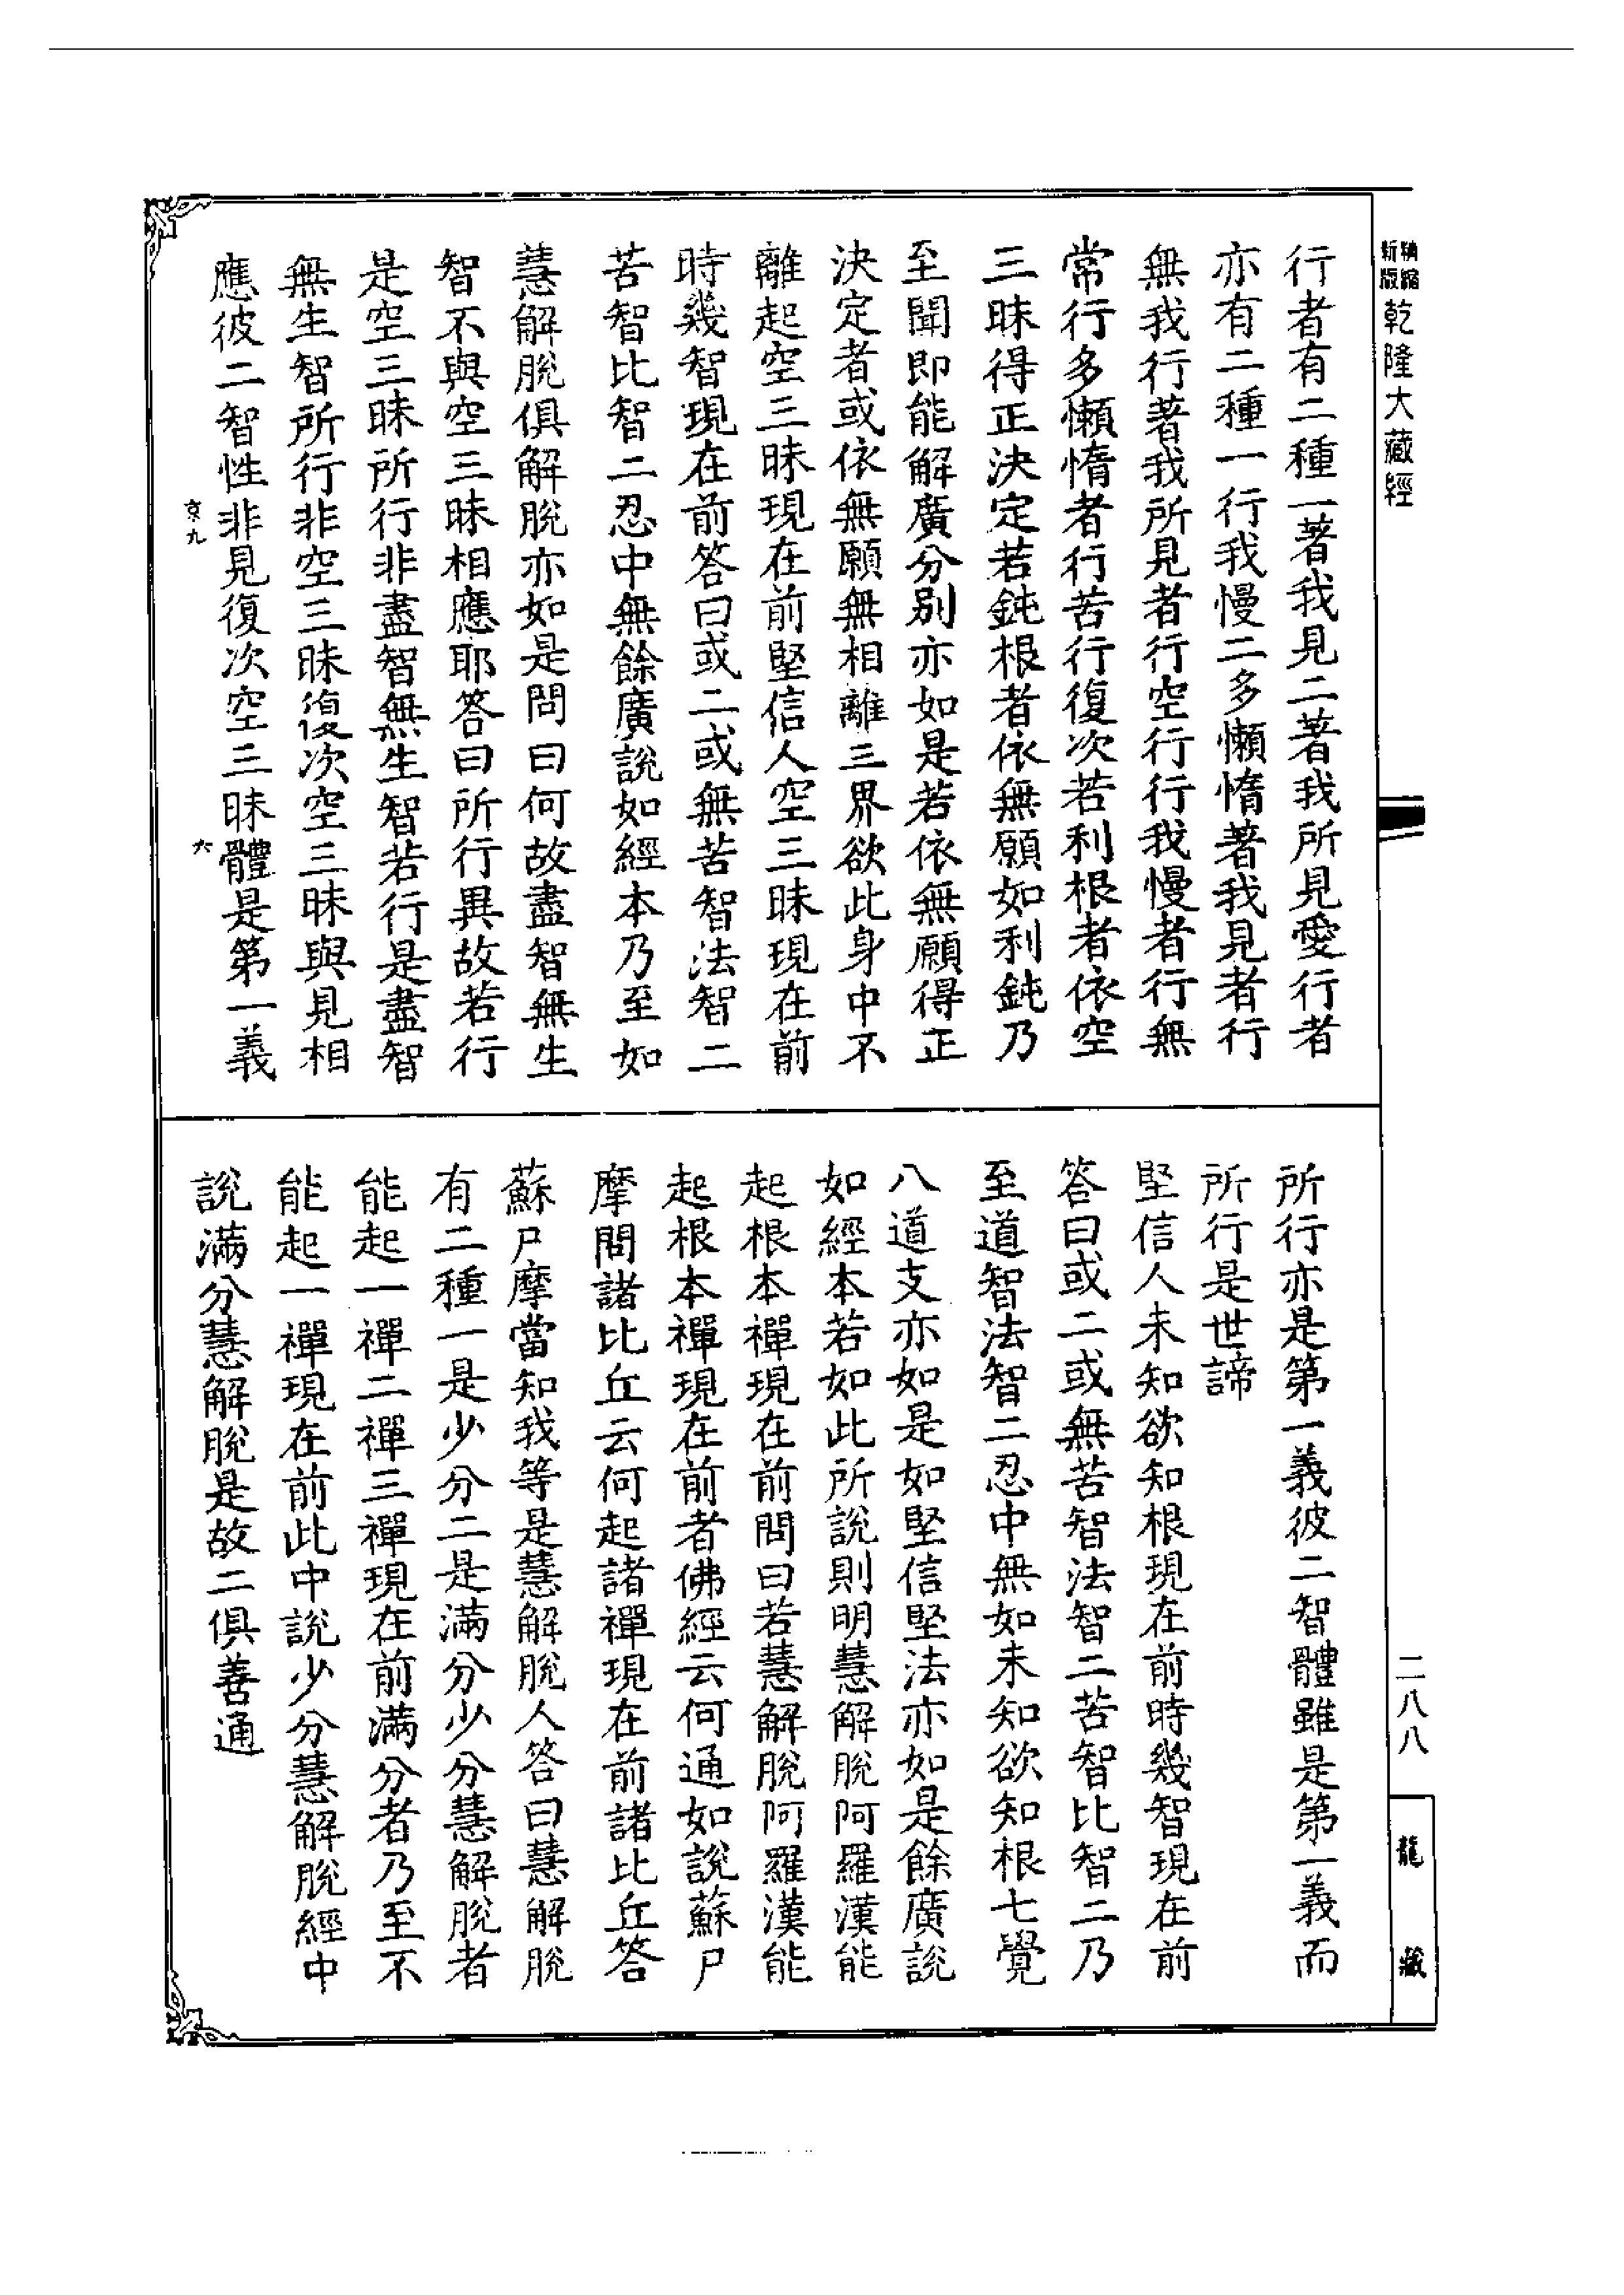 新版精縮乾隆大藏經
行者有二種一著我見二著我所見愛行者
亦有二種一行我慢二多懶惰著我見者行
無我行著我所見者行空行行我慢者行無
常行多懶惰者行苦行復次若利根者依空
三昧得正決定若鈍根者依無願如利鈍乃
至聞即能解廣分別亦如是若依無願得正
決定者或依無願無相離三界欲此身中不
離起空三昧現在前堅信人空三昧現在前
時幾智現在前答曰或二或無苦智法智二
苦智比智二忍中無餘廣說如經本乃至如
慧解脫俱解脫亦如是問曰何故盡智無生
智不與空三昧相應耶答曰所行異故若行
是空三昧所行非盡智無生智若行是盡智
無生智所行非空三昧復次空三昧與見相
應彼二智性非見復次空三昧體是第一義
京九
六
所行亦是第一義彼二智體雖是第一義而
所行是世諦
堅信人未知欲知根現在前時幾智現在前
答曰或二或無苦智法智二苦智比智二乃
至道智法智二忍中無如未知欲知根七覺
八道支亦如是如堅信堅法亦如是餘廣說
如經本若如此所說則明慧解脫阿羅漢能
起根本禪現在前問曰若慧解脫阿羅漢能
起根本禪現在前者佛經云何通如說蘇尸
摩問諸比丘云何起諸禪現在前諸比丘答
蘇尸摩當知我等是慧解脫人答曰慧解脫
有二種一是少分二是滿分少分慧解脫者
能起一禪二禪三禪現在前滿分者乃至不
能起一禪現在前此中說少分慧解脫經中
說滿分慧解脫是故二俱善通
二八八
龍藏